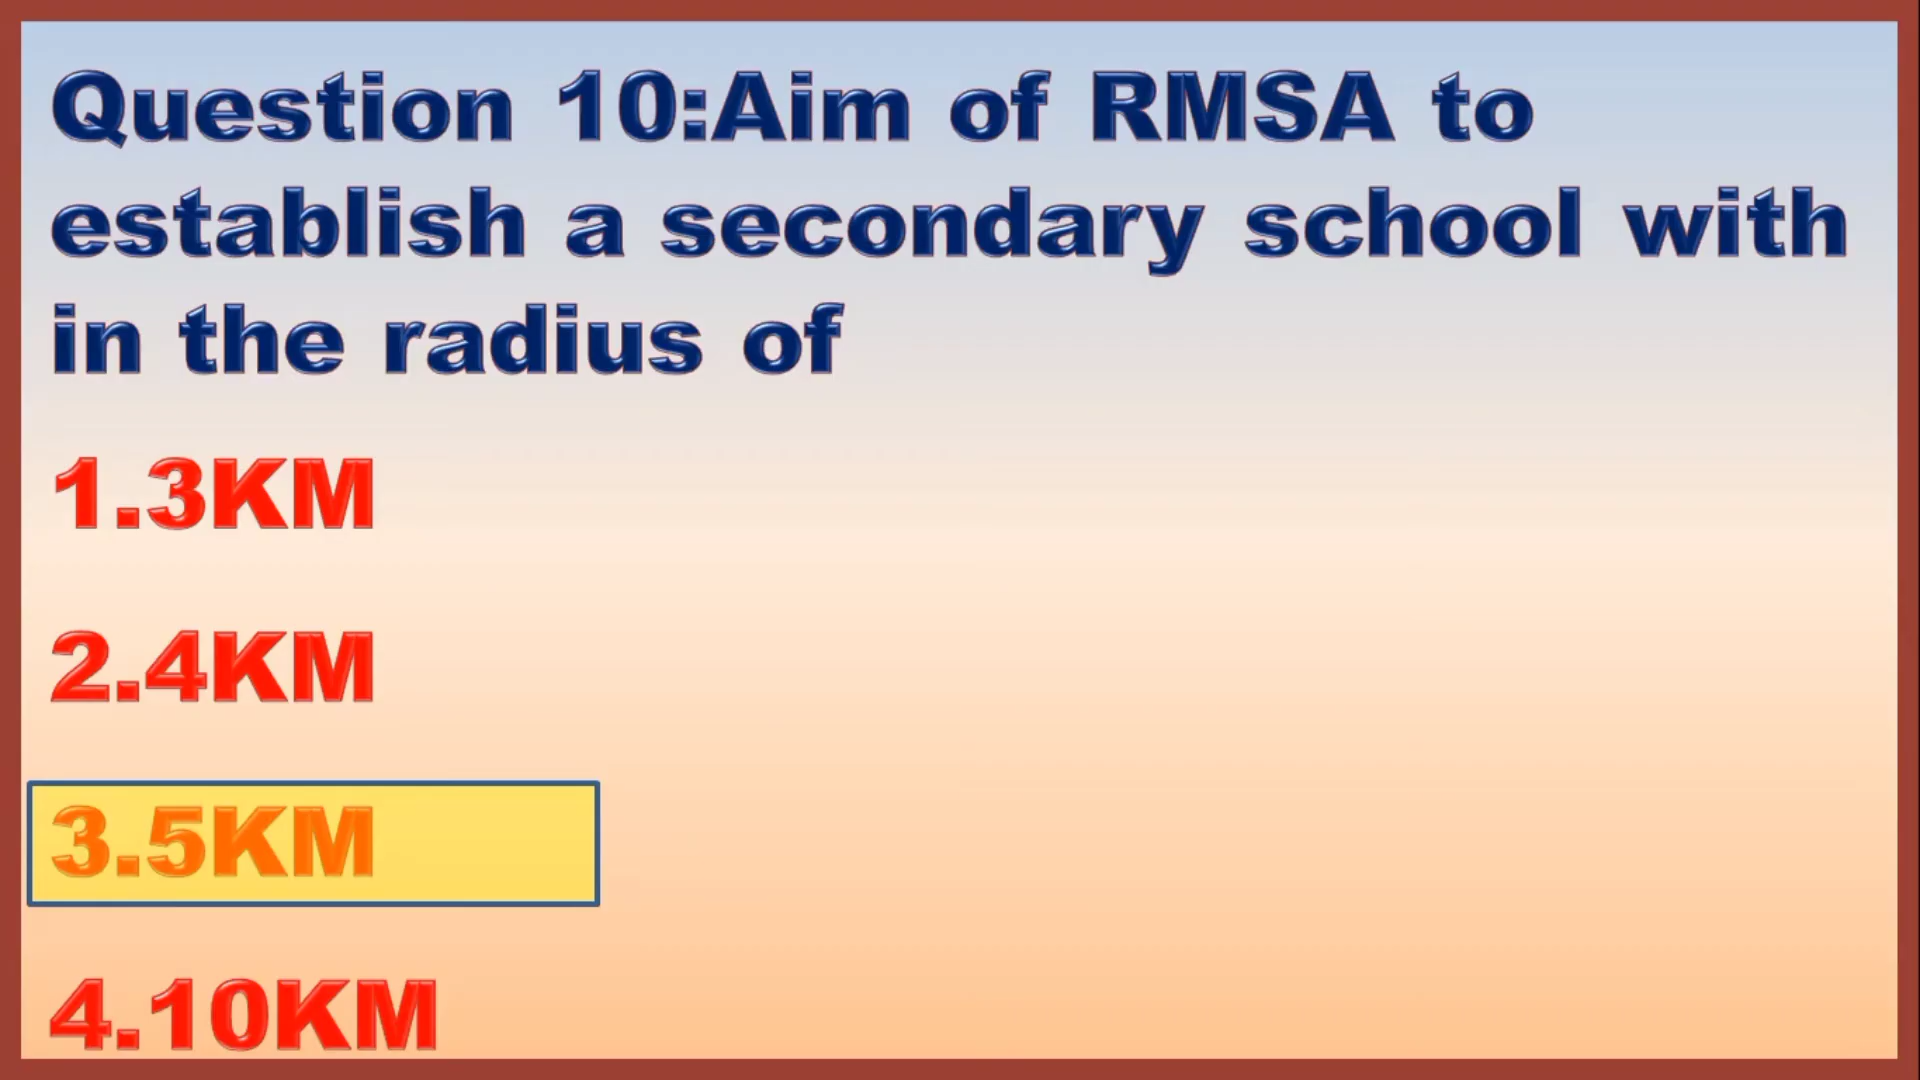 Question 10:Aim of RMSA to
establish a secondary school with
in the radius of
1.3KM
2.4KM
3.5KM
4.10KM